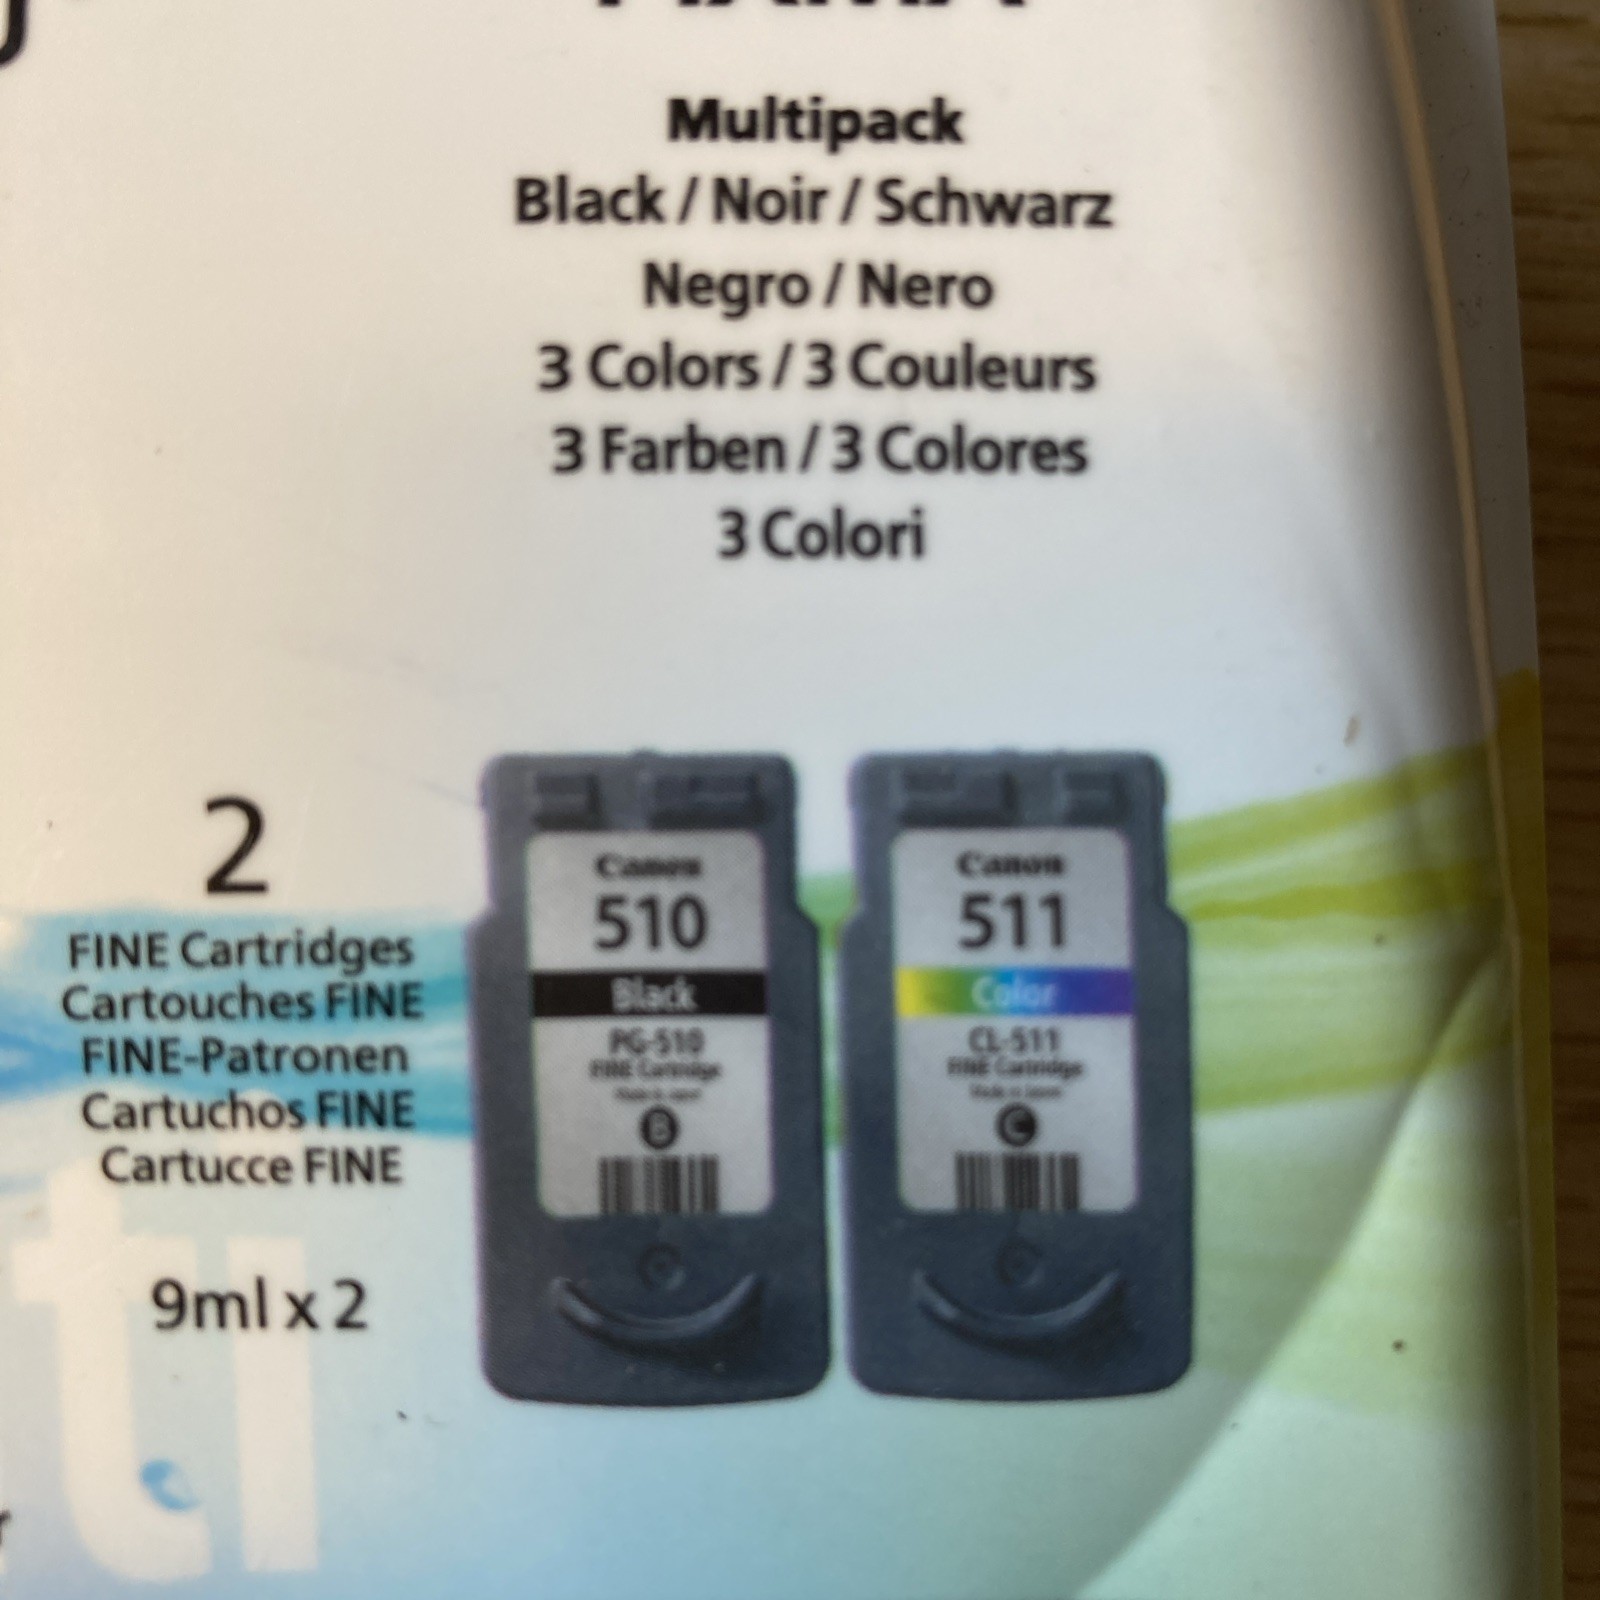 Multipack
Black / Noir / Schwarz
Negro / Nero
3 Colors / 3 Couleurs
3 Farben / 3 Colores
3 Colori
2
FINE Cartridges
Cartouches FINE
FINE-Patronen
Cartuchos FINE
Cartucce FINE
9ml x 2
Canon
510
Black
PG-510
FINE Cartridge
B
Canon
511
Color
CL-511
FINE Cartridge
C
ti